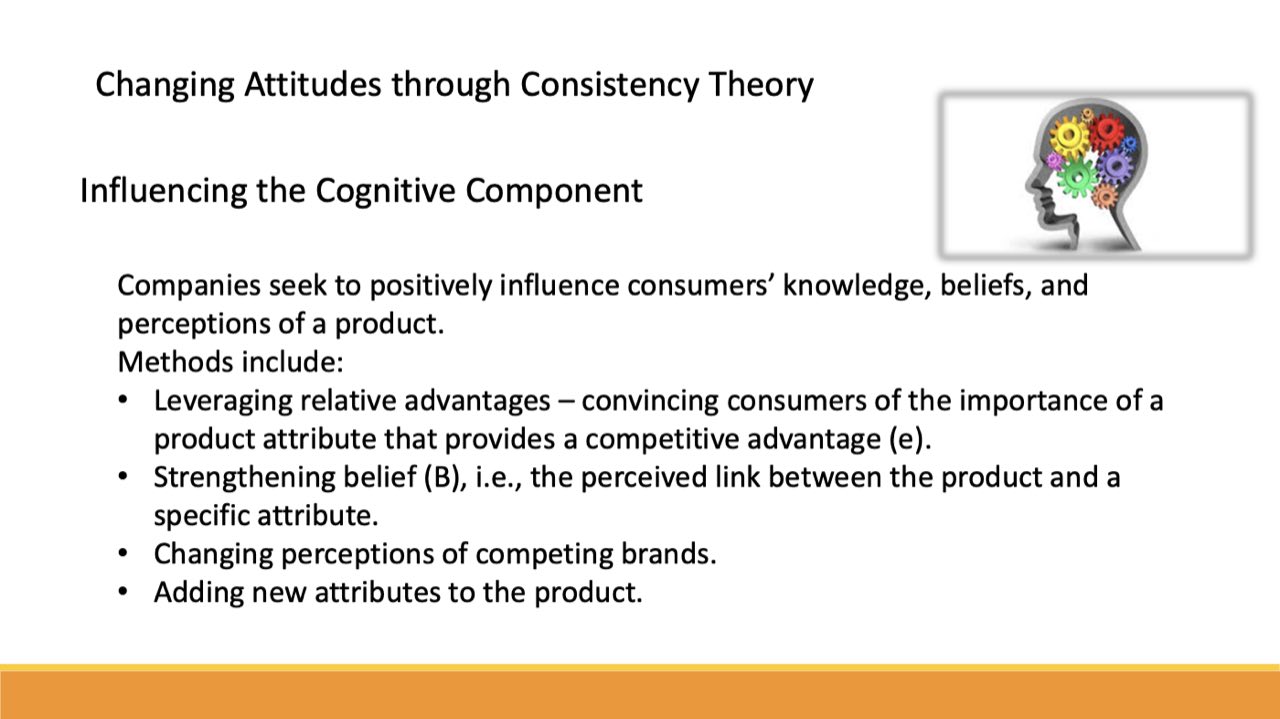 Changing Attitudes through Consistency Theory
Influencing the Cognitive Component
Companies seek to positively influence consumers’ knowledge, beliefs, and
perceptions of a product.
Methods include:
• Leveraging relative advantages – convincing consumers of the importance of a
product attribute that provides a competitive advantage (e).
• Strengthening belief (B), i.e., the perceived link between the product and a
specific attribute.
• Changing perceptions of competing brands.
• Adding new attributes to the product.